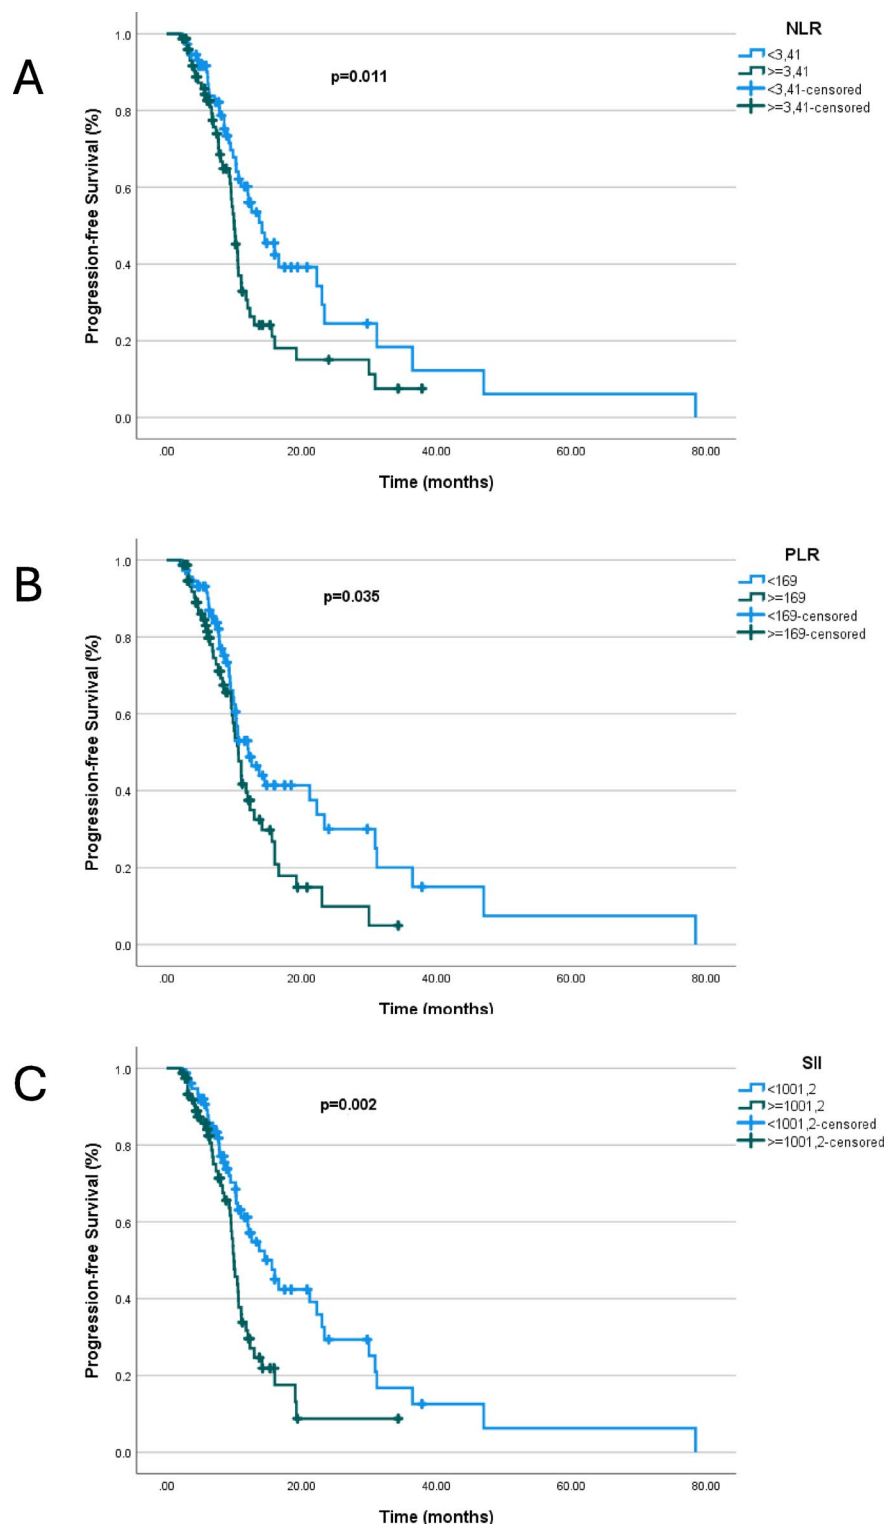 A
NLR
<3,41
>=3,41
<3,41-censored
>=3,41-censored
p=0.011
Progression-free Survival (%)
1.0
0.8
0.6
0.4
0.2
0.0
.00 20.00 40.00 60.00 80.00
Time (months)
B
PLR
<169
>=169
<169-censored
>=169-censored
p=0.035
Progression-free Survival (%)
1.0
0.8
0.6
0.4
0.2
0.0
.00 20.00 40.00 60.00 80.00
Time (months)
C
SII
<1001,2
>=1001,2
<1001,2-censored
>=1001,2-censored
p=0.002
Progression-free Survival (%)
1.0
0.8
0.6
0.4
0.2
0.0
.00 20.00 40.00 60.00 80.00
Time (months)